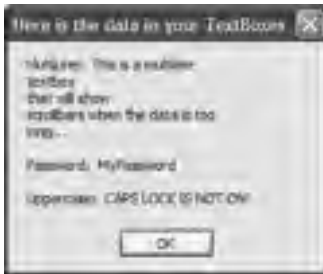 Here is the data in your TextBoxes
Multiline: This is a multiline
textbox
that will show
scrollbars when the data is too
long...
Password: MyPassword
Uppercase: CAPS LOCK IS NOT ON!
OK